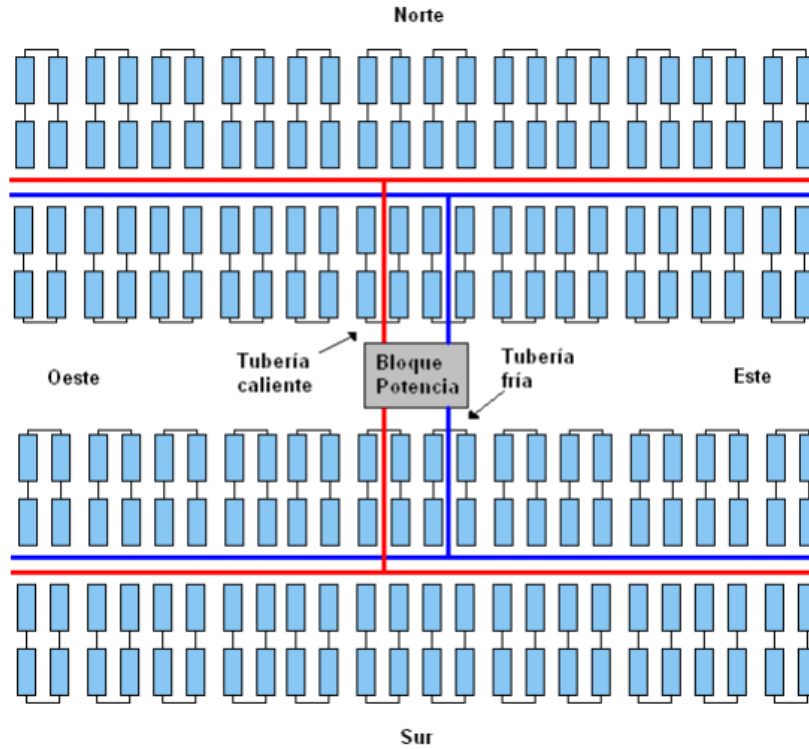 Norte
Tubería
caliente
Bloque
Potencia
Tubería
fría
Oeste
Este
Sur